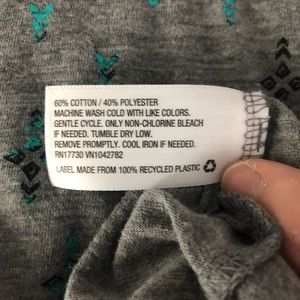 60% COTTON / 40% POLYESTER
MACHINE WASH COLD WITH LIKE COLORS.
GENTLE CYCLE. ONLY NON-CHLORINE BLEACH
IF NEEDED. TUMBLE DRY LOW.
REMOVE PROMPTLY. COOL IRON IF NEEDED.
RN17730 VN1042782
LABEL MADE FROM 100% RECYCLED PLASTIC